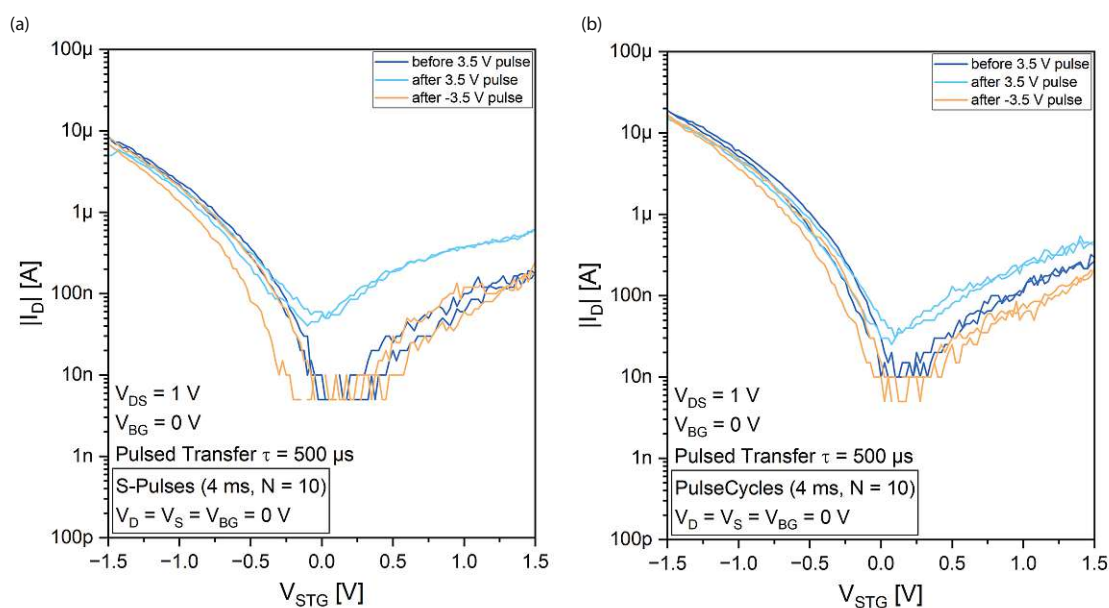 (a)
100µ
10µ
1µ
100n
10n
1n
100p
|I_D| [A]
before 3.5 V pulse
after 3.5 V pulse
after -3.5 V pulse
V_DS = 1 V
V_BG = 0 V
Pulsed Transfer τ = 500 µs
S-Pulses (4 ms, N = 10)
V_D = V_S = V_BG = 0 V
−1.5 −1.0 −0.5 0.0 0.5 1.0 1.5
V_STG [V]
(b)
100µ
10µ
1µ
100n
10n
1n
100p
||I_D| [A]
before 3.5 V pulse
after 3.5 V pulse
after -3.5 V pulse
V_DS = 1 V
V_BG = 0 V
Pulsed Transfer τ = 500 µs
PulseCycles (4 ms, N = 10)
V_D = V_S = V_BG = 0 V
−1.5 −1.0 −0.5 0.0 0.5 1.0 1.5
V_STG [V]